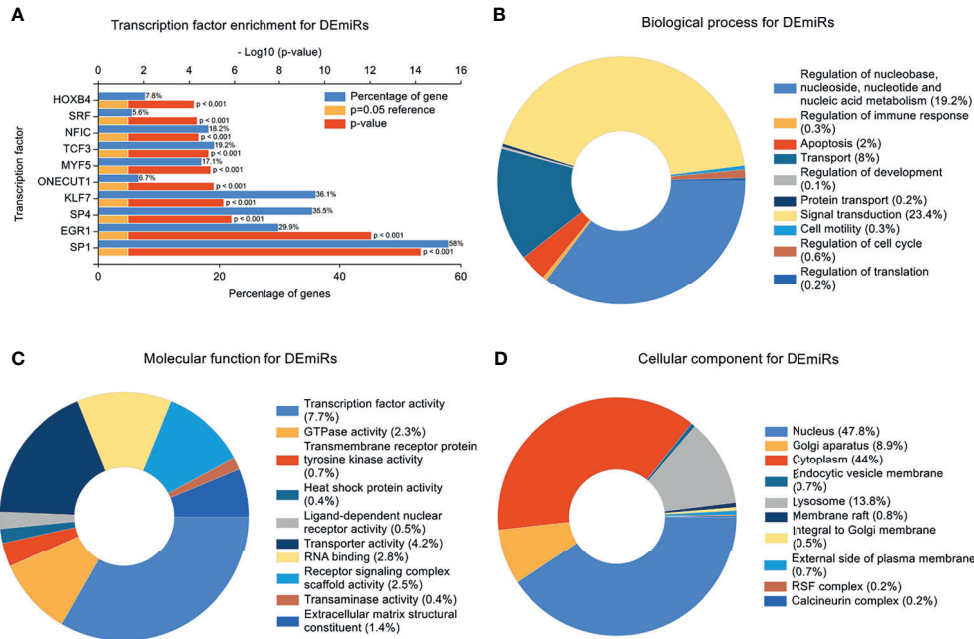 A
Transcription factor enrichment for DEmiRs
- Log10 (p-value)
0 2 4 6 8 10 12 14 16
Transcription factor
HOXB4
SRF
NFIC
TCF3
MYF5
ONECUT1
KLF7
SP4
EGR1
SP1
7.8%
p < 0.001
5.6%
p < 0.001
18.2%
p < 0.001
19.2%
p < 0.001
17.1%
p < 0.001
6.7%
p < 0.001
36.1%
p < 0.001
35.5%
p < 0.001
29.9%
p < 0.001
58%
p < 0.001
Percentage of gene
p=0.05 reference
p-value
0 20 40 60
Percentage of genes
B
Biological process for DEmiRs
Regulation of nucleobase,
nucleoside, nucleotide and
nucleic acid metabolism (19.2%)
Regulation of immune response
(0.3%)
Apoptosis (2%)
Transport (8%)
Regulation of development
(0.1%)
Protein transport (0.2%)
Signal transduction (23.4%)
Cell motility (0.3%)
Regulation of cell cycle
(0.6%)
Regulation of translation
(0.2%)
C
Molecular function for DEmiRs
Transcription factor activity
(7.7%)
GTPase activity (2.3%)
Transmembrane receptor protein
tyrosine kinase activity
(0.7%)
Heat shock protein activity
(0.4%)
Ligand-dependent nuclear
receptor activity (0.5%)
Transporter activity (4.2%)
RNA binding (2.8%)
Receptor signaling complex
scaffold activity (2.5%)
Transaminase activity (0.4%)
Extracellular matrix structural
constituent (1.4%)
D
Cellular component for DEmiRs
Nucleus (47.8%)
Golgi aparatus (8.9%)
Cytoplasm (44%)
Endocytic vesicle membrane
(0.7%)
Lysosome (13.8%)
Membrane raft (0.8%)
Integral to Golgi membrane
(0.5%)
External side of plasma membrane
(0.7%)
RSF complex (0.2%)
Calcineurin complex (0.2%)